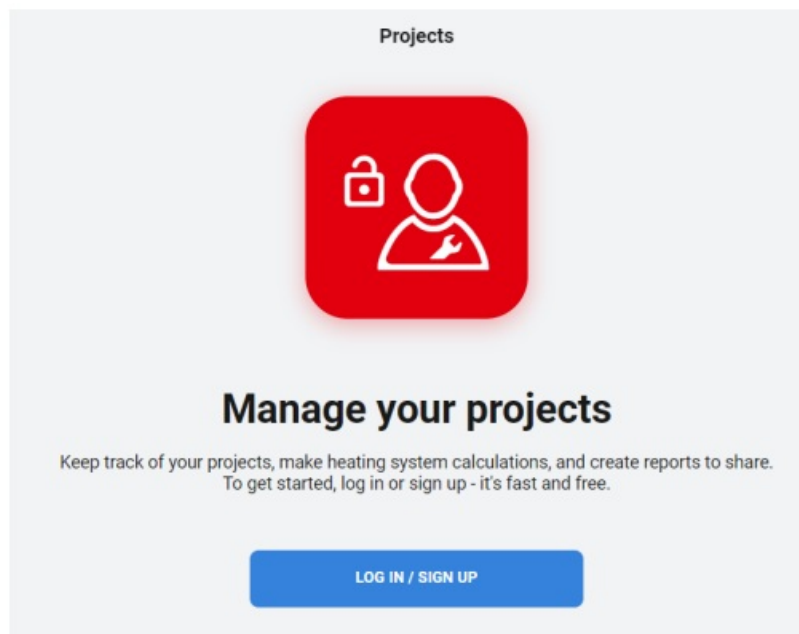 Projects
Manage your projects
Keep track of your projects, make heating system calculations, and create reports to share.
To get started, log in or sign up - it's fast and free.
LOG IN / SIGN UP